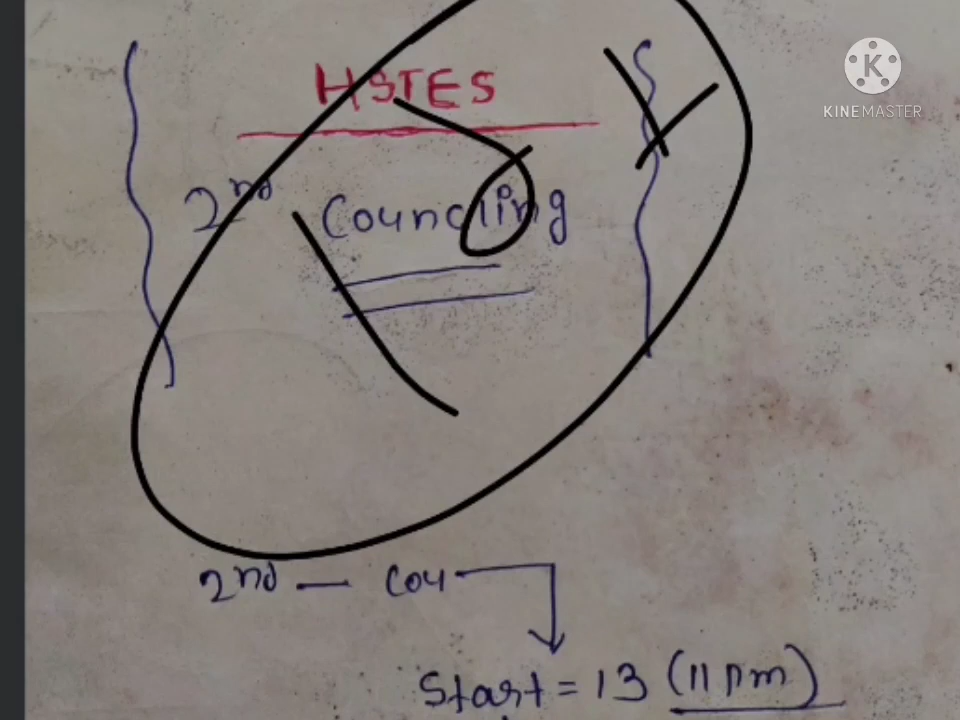 HSTES
KINEMASTER
2nd Councling
2nd — Cou
Start = 13 (11 pm)